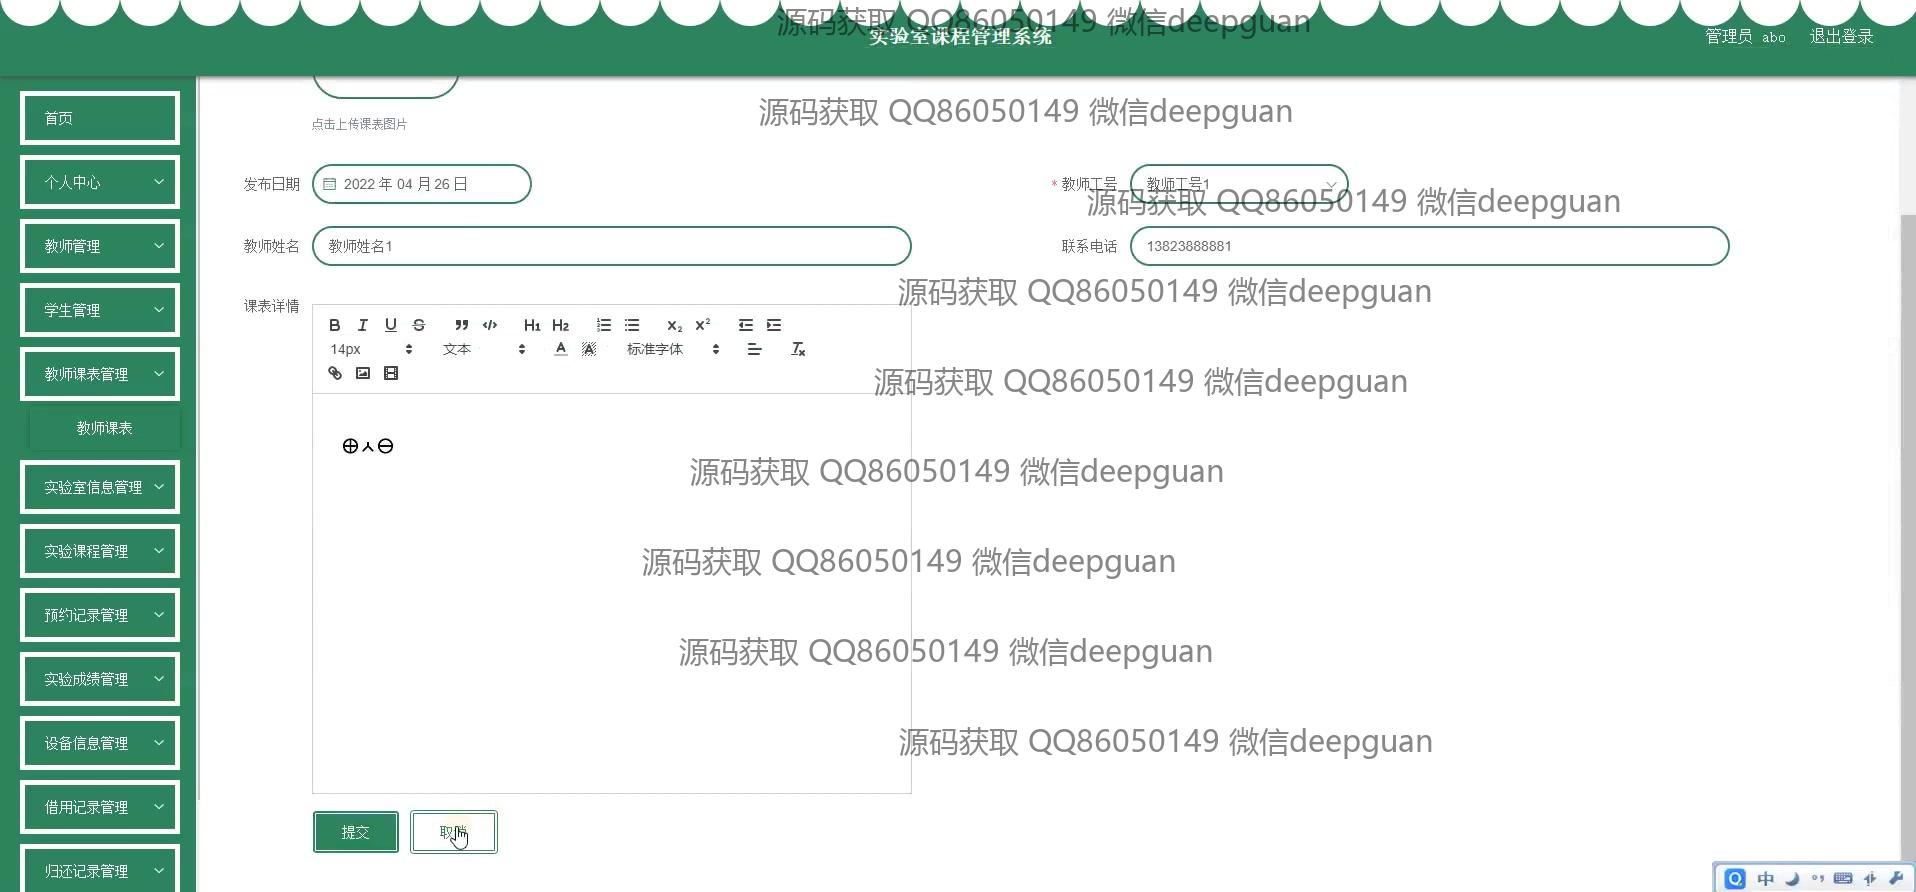 源码获取 QQ86050149 微信deepguan
实验室课程管理系统
管理员 abo 退出登录
首页
个人中心
教师管理
学生管理
教师课表管理
教师课表
实验室信息管理
实验课程管理
预约记录管理
实验成绩管理
设备信息管理
借用记录管理
归还记录管理
点击上传课表图片
源码获取 QQ86050149 微信deepguan
发布日期 2022 年 04 月 26 日
* 教师工号 教师工号1
源码获取 QQ86050149 微信deepguan
教师姓名 教师姓名1
联系电话 13823888881
源码获取 QQ86050149 微信deepguan
课表详情
B I U S H1 H2 X₂ X²
14px 文本 A A 标准字体 Tx
源码获取 QQ86050149 微信deepguan
⊕人⊖
源码获取 QQ86050149 微信deepguan
源码获取 QQ86050149 微信deepguan
源码获取 QQ86050149 微信deepguan
源码获取 QQ86050149 微信deepguan
提交 取消
中